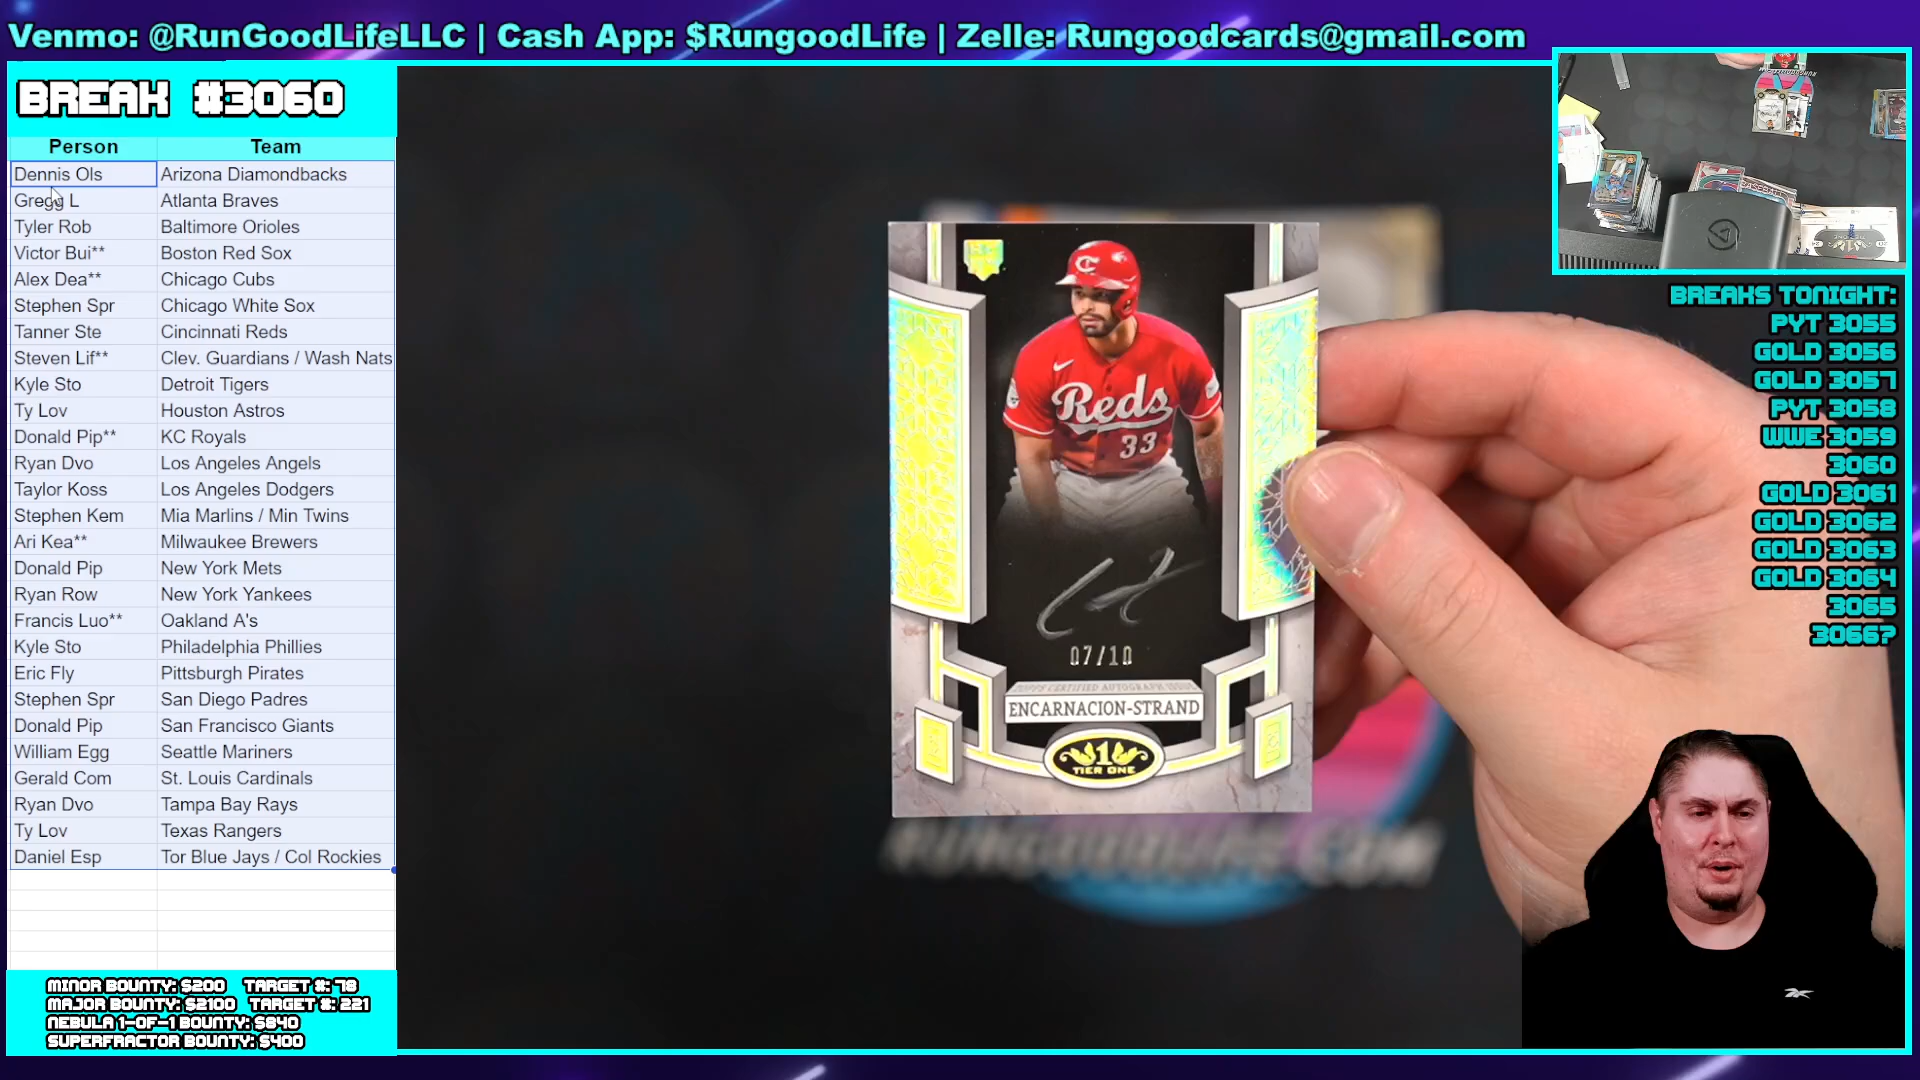 Venmo: @RunGoodLifeLLC | Cash App: $RungoodLife | Zelle: Rungoodcards@gmail.com
BREAK #3060
Person Team
Dennis Ols Arizona Diamondbacks
Gregg L Atlanta Braves
Tyler Rob Baltimore Orioles
Victor Bui** Boston Red Sox
Alex Dea** Chicago Cubs
Stephen Spr Chicago White Sox
Tanner Ste Cincinnati Reds
Steven Lif** Clev. Guardians / Wash Nats
Kyle Sto Detroit Tigers
Ty Lov Houston Astros
Donald Pip** KC Royals
Ryan Dvo Los Angeles Angels
Taylor Koss Los Angeles Dodgers
Stephen Kem Mia Marlins / Min Twins
Ari Kea** Milwaukee Brewers
Donald Pip New York Mets
Ryan Row New York Yankees
Francis Luo** Oakland A's
Kyle Sto Philadelphia Phillies
Eric Fly Pittsburgh Pirates
Stephen Spr San Diego Padres
Donald Pip San Francisco Giants
William Egg Seattle Mariners
Gerald Com St. Louis Cardinals
Ryan Dvo Tampa Bay Rays
Ty Lov Texas Rangers
Daniel Esp Tor Blue Jays / Col Rockies
MINOR BOUNTY: $200 TARGET #: 78
MAJOR BOUNTY: $2100 TARGET #: 221
NEBULA 1-OF-1 BOUNTY: $840
SUPERFRACTOR BOUNTY: $400
C
Reds
33
07/10
TOPPS CERTIFIED AUTOGRAPH ISSUE
ENCARNACION-STRAND
1
TIER ONE
RUNGOODLIFE.COM
BREAKS TONIGHT:
PYT 3055
GOLD 3056
GOLD 3057
PYT 3058
WWE 3059
3060
GOLD 3061
GOLD 3062
GOLD 3063
GOLD 3064
3065
3066?